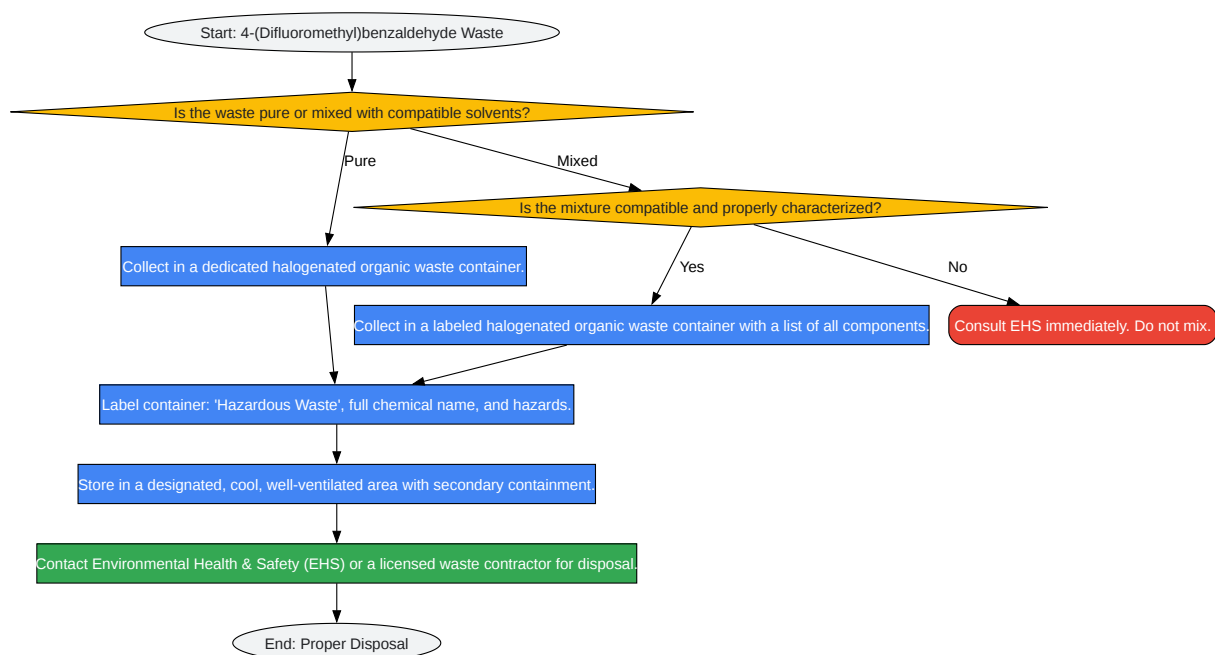 Start: 4-(Difluoromethyl)benzaldehyde Waste
Is the waste pure or mixed with compatible solvents?
Pure
Mixed
Is the mixture compatible and properly characterized?
Collect in a dedicated halogenated organic waste container.
Yes
No
Collect in a labeled halogenated organic waste container with a list of all components.
Consult EHS immediately. Do not mix.
Label container: 'Hazardous Waste', full chemical name, and hazards.
Store in a designated, cool, well-ventilated area with secondary containment.
Contact Environmental Health & Safety (EHS) or a licensed waste contractor for disposal.
End: Proper Disposal